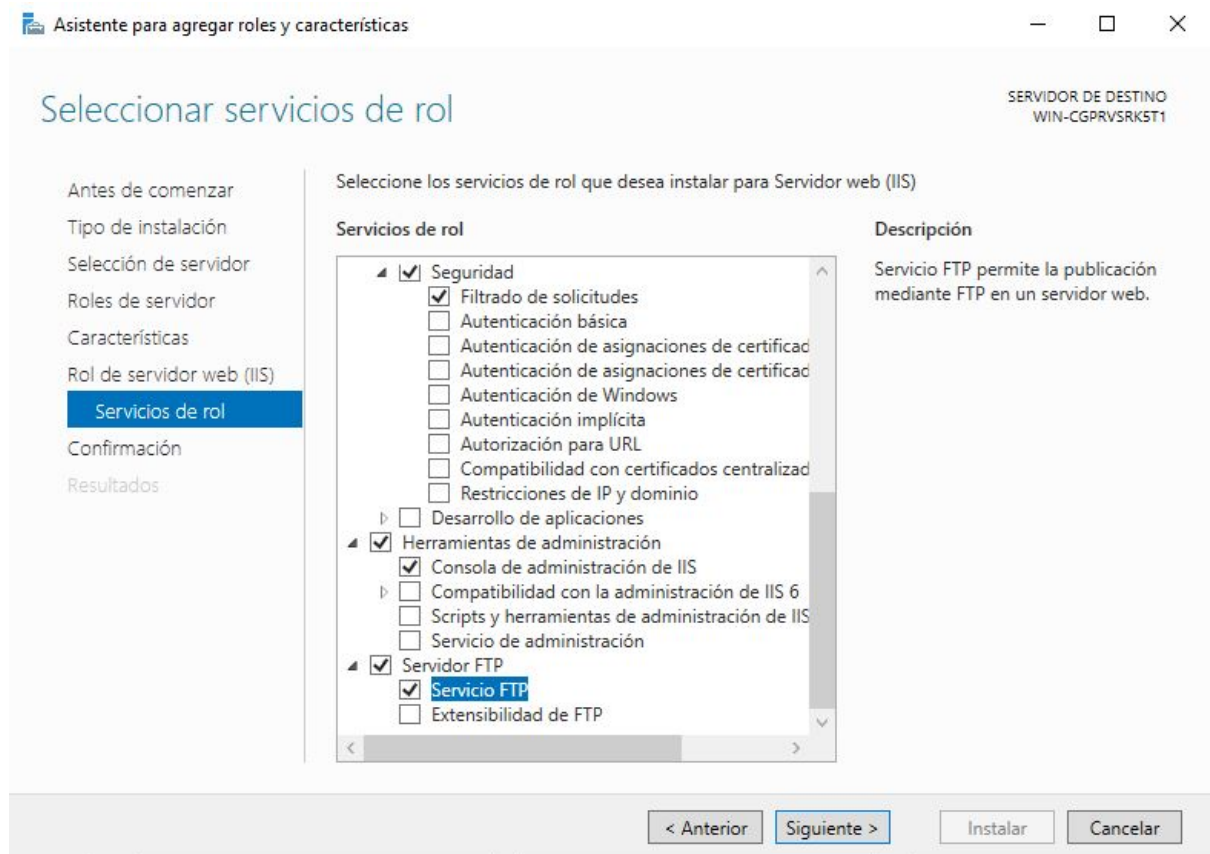 Asistente para agregar roles y características
Seleccionar servicios de rol
SERVIDOR DE DESTINO
WIN-CGPRVSRK5T1
Antes de comenzar
Tipo de instalación
Selección de servidor
Roles de servidor
Características
Rol de servidor web (IIS)
Servicios de rol
Confirmación
Resultados
Seleccione los servicios de rol que desea instalar para Servidor web (IIS)
Servicios de rol
Seguridad
Filtrado de solicitudes
Autenticación básica
Autenticación de asignaciones de certificad
Autenticación de asignaciones de certificad
Autenticación de Windows
Autenticación implícita
Autorización para URL
Compatibilidad con certificados centralizad
Restricciones de IP y dominio
Desarrollo de aplicaciones
Herramientas de administración
Consola de administración de IIS
Compatibilidad con la administración de IIS 6
Scripts y herramientas de administración de IIS
Servicio de administración
Servidor FTP
Servicio FTP
Extensibilidad de FTP
Descripción
Servicio FTP permite la publicación
mediante FTP en un servidor web.
< Anterior
Siguiente >
Instalar
Cancelar